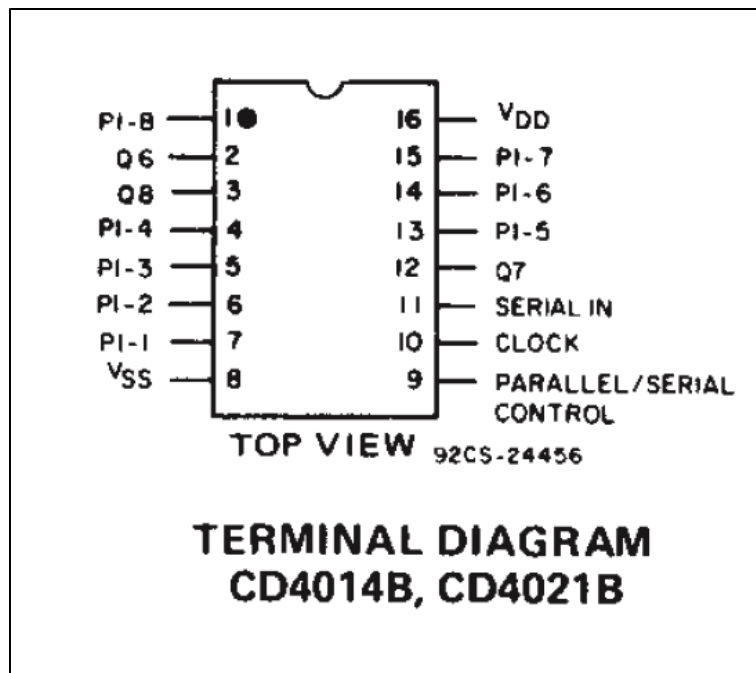 PI-8 1 16 VDD
Q6 2 15 PI-7
Q8 3 14 PI-6
PI-4 4 13 PI-5
PI-3 5 12 Q7
PI-2 6 11 SERIAL IN
PI-1 7 10 CLOCK
VSS 8 9 PARALLEL/SERIAL
CONTROL
TOP VIEW 92CS-24456
TERMINAL DIAGRAM
CD4014B, CD4021B